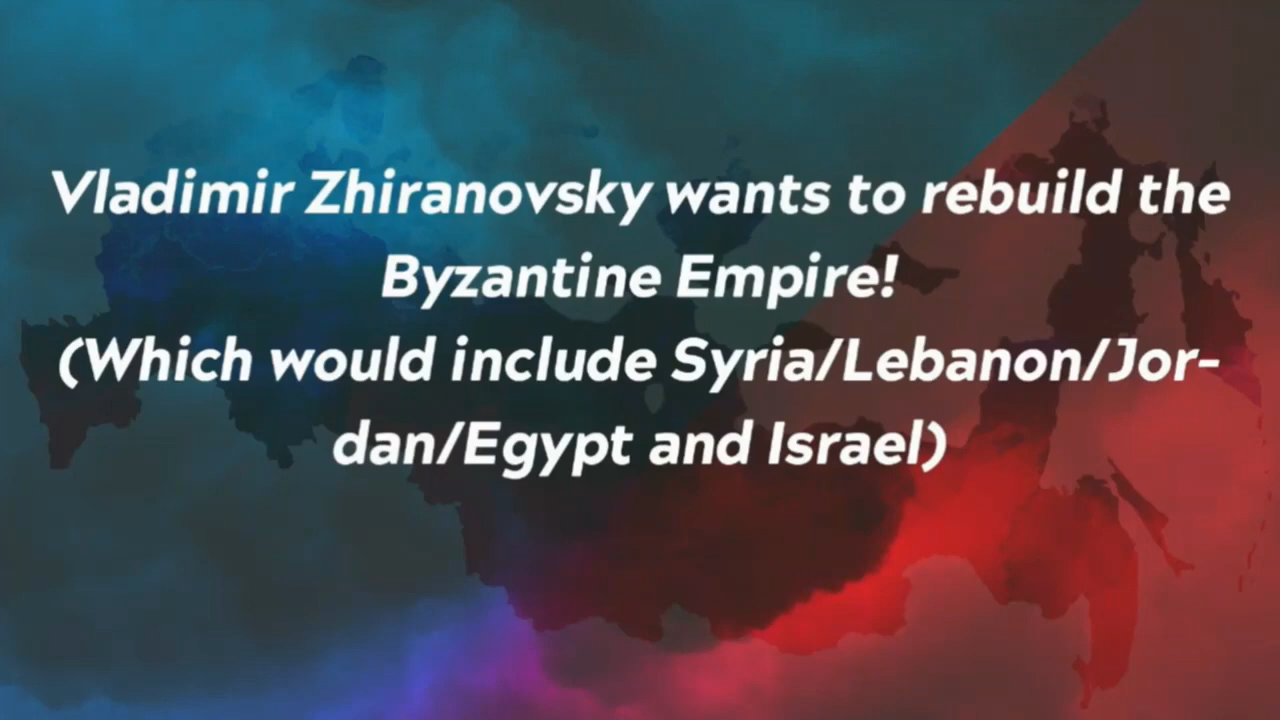 Vladimir Zhiranovsky wants to rebuild the
Byzantine Empire!
(Which would include Syria/Lebanon/Jor-
dan/Egypt and Israel)